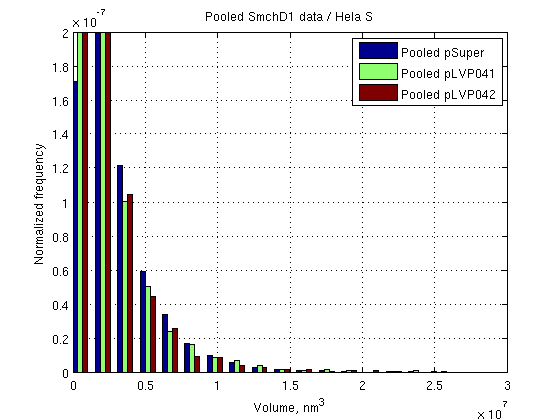 Pooled SmchD1 data / Hela S
x 10^-7
2
1.8
1.6
1.4
1.2
1
0.8
0.6
0.4
0.2
0
Normalized frequency
Pooled pSuper
Pooled pLVP041
Pooled pLVP042
0 0.5 1 1.5 2 2.5 3
Volume, nm^3
x 10^7